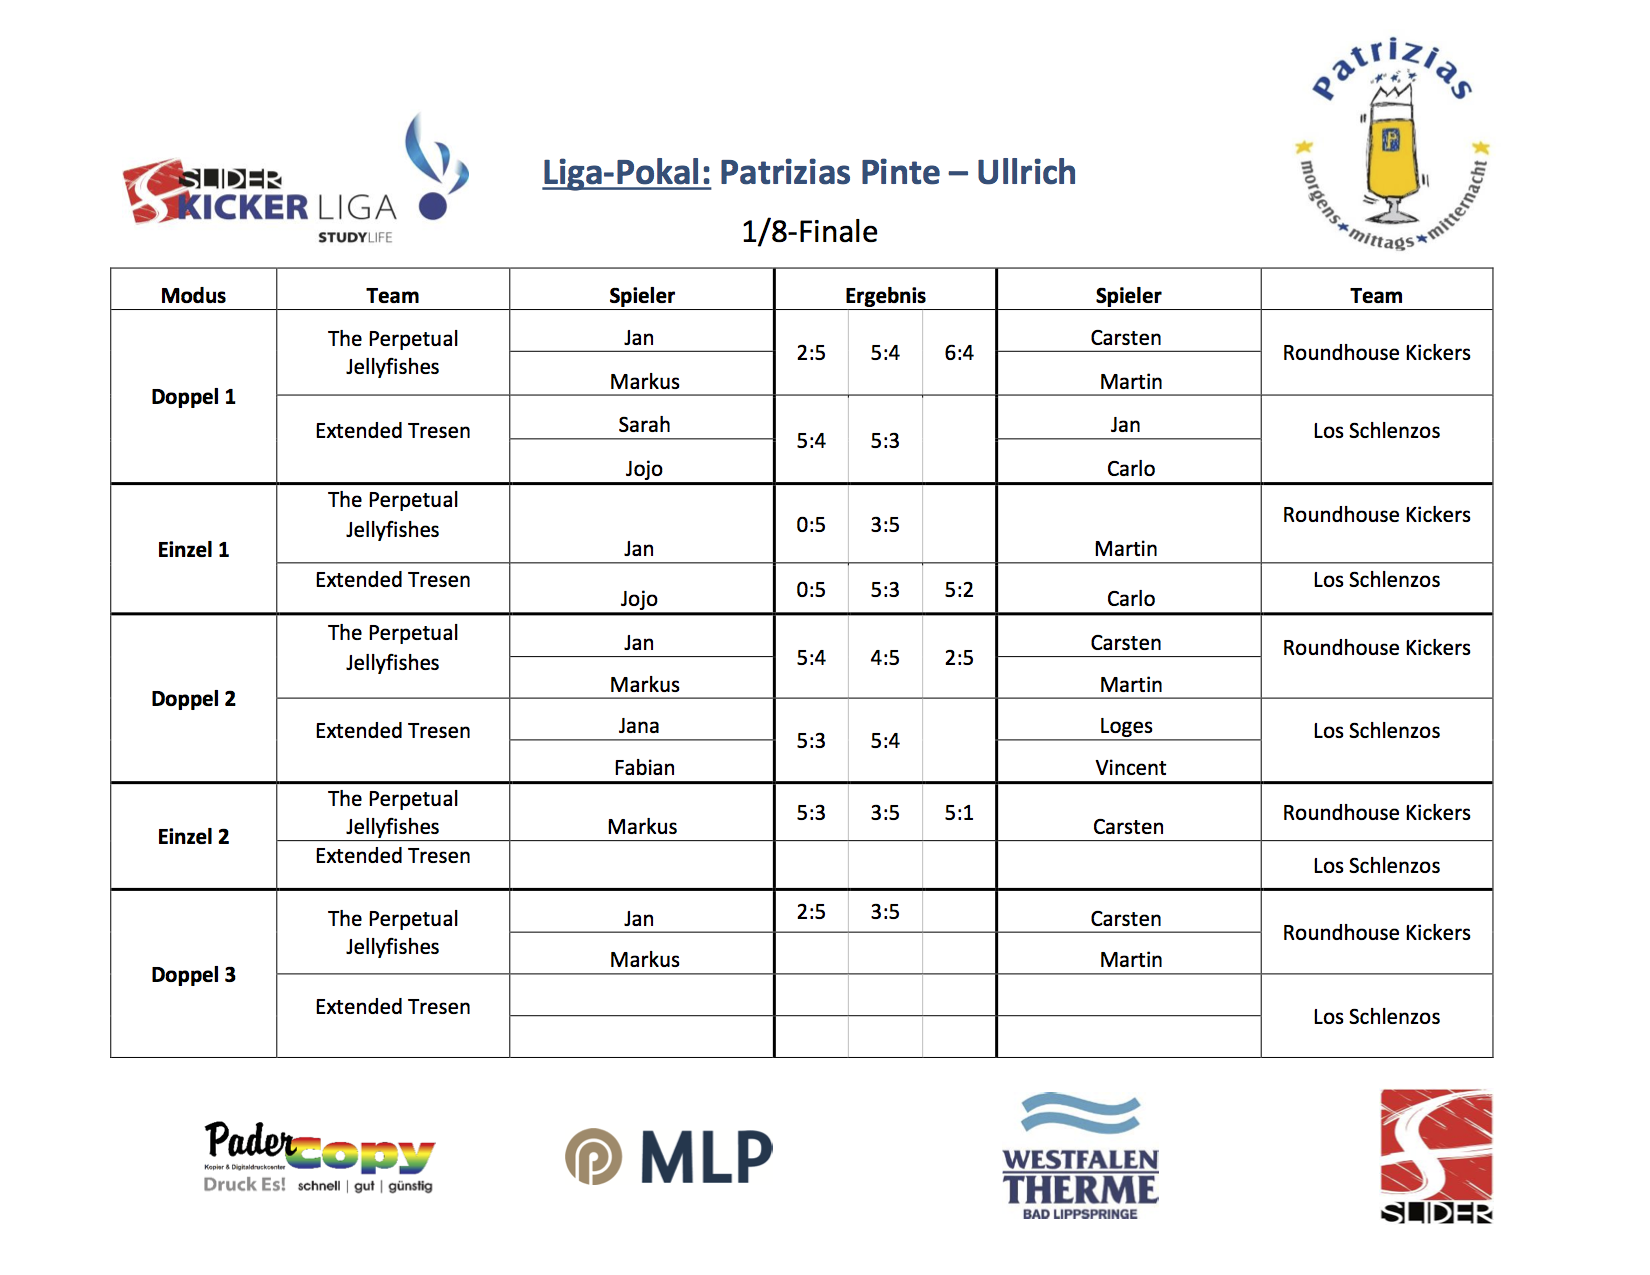 Patrizias
morgens★mittags★mitternacht
SLIDER
KICKER LIGA
STUDYLIFE
Liga-Pokal: Patrizias Pinte – Ullrich
1/8-Finale
Modus Team Spieler Ergebnis Spieler Team
Doppel 1
The Perpetual
Jellyfishes
Jan
Markus
2:5 5:4 6:4
Carsten
Martin
Roundhouse Kickers
Extended Tresen
Sarah
Jojo
5:4 5:3
Jan
Carlo
Los Schlenzos
Einzel 1
The Perpetual
Jellyfishes
Jan
0:5 3:5
Martin
Roundhouse Kickers
Extended Tresen
Jojo
0:5 5:3 5:2
Carlo
Los Schlenzos
Doppel 2
The Perpetual
Jellyfishes
Jan
Markus
5:4 4:5 2:5
Carsten
Martin
Roundhouse Kickers
Extended Tresen
Jana
Fabian
5:3 5:4
Loges
Vincent
Los Schlenzos
Einzel 2
The Perpetual
Jellyfishes
Markus
5:3 3:5 5:1
Carsten
Roundhouse Kickers
Extended Tresen
Los Schlenzos
Doppel 3
The Perpetual
Jellyfishes
Jan
Markus
2:5 3:5
Carsten
Martin
Roundhouse Kickers
Extended Tresen
Los Schlenzos
Pader copy
Kopier & Digitaldruckcenter
Druck Es! schnell | gut | günstig
MLP
WESTFALEN
THERME
BAD LIPPSPRINGE
SLIDER